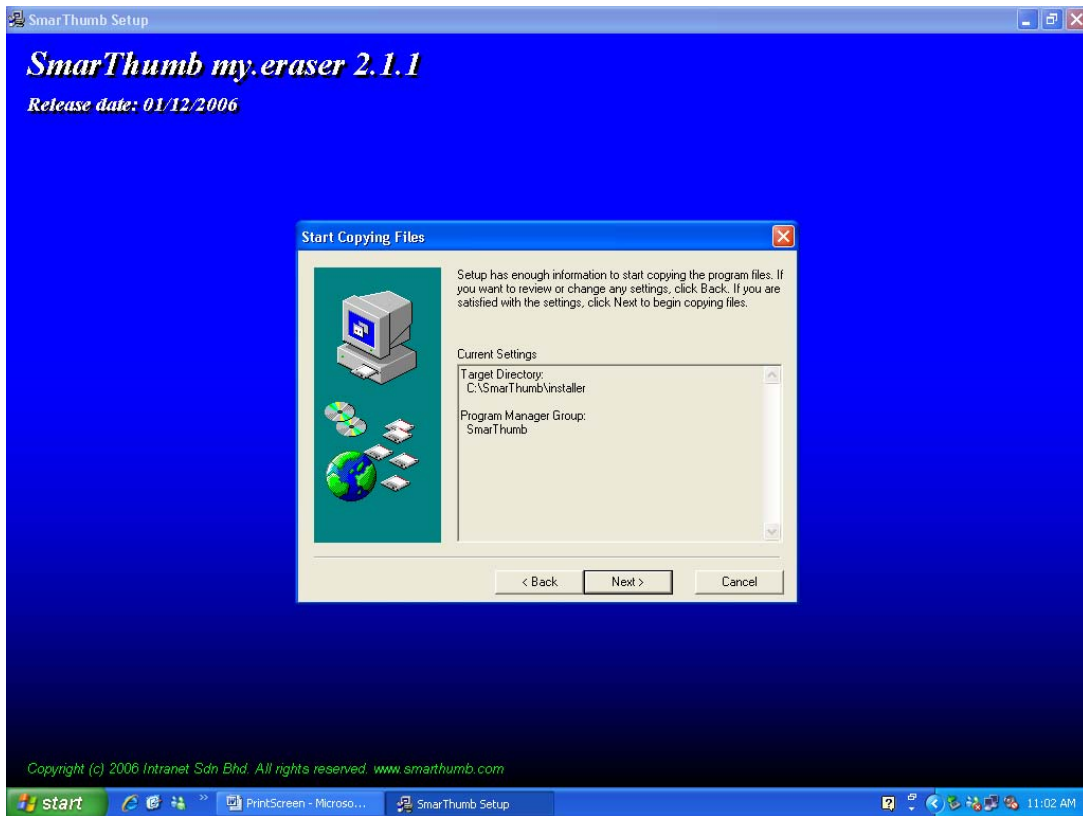 SmarThumb Setup
SmarThumb my.eraser 2.1.1
Release date: 01/12/2006
Start Copying Files
Setup has enough information to start copying the program files. If
you want to review or change any settings, click Back. If you are
satisfied with the settings, click Next to begin copying files.
Current Settings
Target Directory:
C:\SmarThumb\installer
Program Manager Group:
SmarThumb
< Back
Next >
Cancel
Copyright (c) 2006 Intranet Sdn Bhd. All rights reserved. www.smarthumb.com
start
PrintScreen - Microso...
SmarThumb Setup
11:02 AM